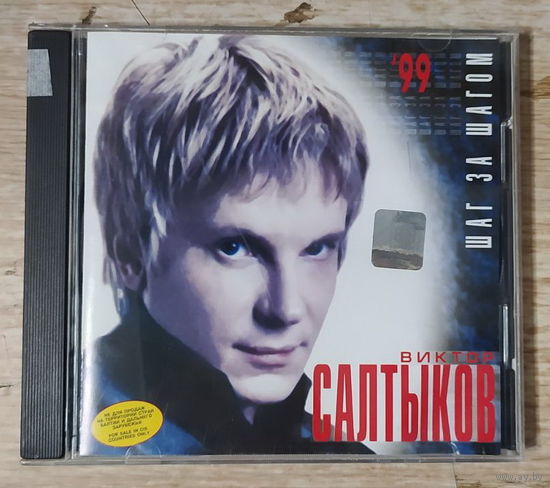 '99
ШАГ ЗА ШАГОМ
ВИКТОР
САЛТЫКОВ
НЕ ДЛЯ ПРОДАЖ
НА ТЕРРИТОРИИ СТРАН
БАЛТИИ И ДАЛЬНЕГО
ЗАРУБЕЖЬЯ
FOR SALE IN CIS
COUNTRIES ONLY